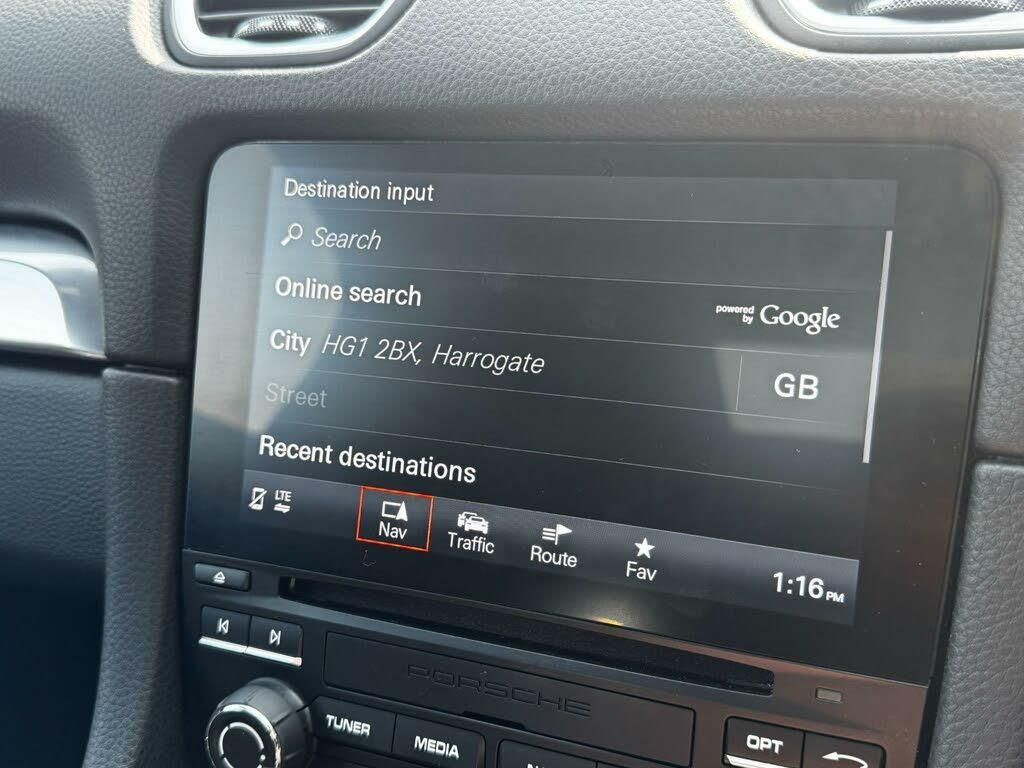 Destination input
Search
Online search powered by Google
City HG1 2BX, Harrogate GB
Street
Recent destinations
LTE
Nav Traffic Route Fav 1:16 PM
PORSCHE
TUNER MEDIA OPT